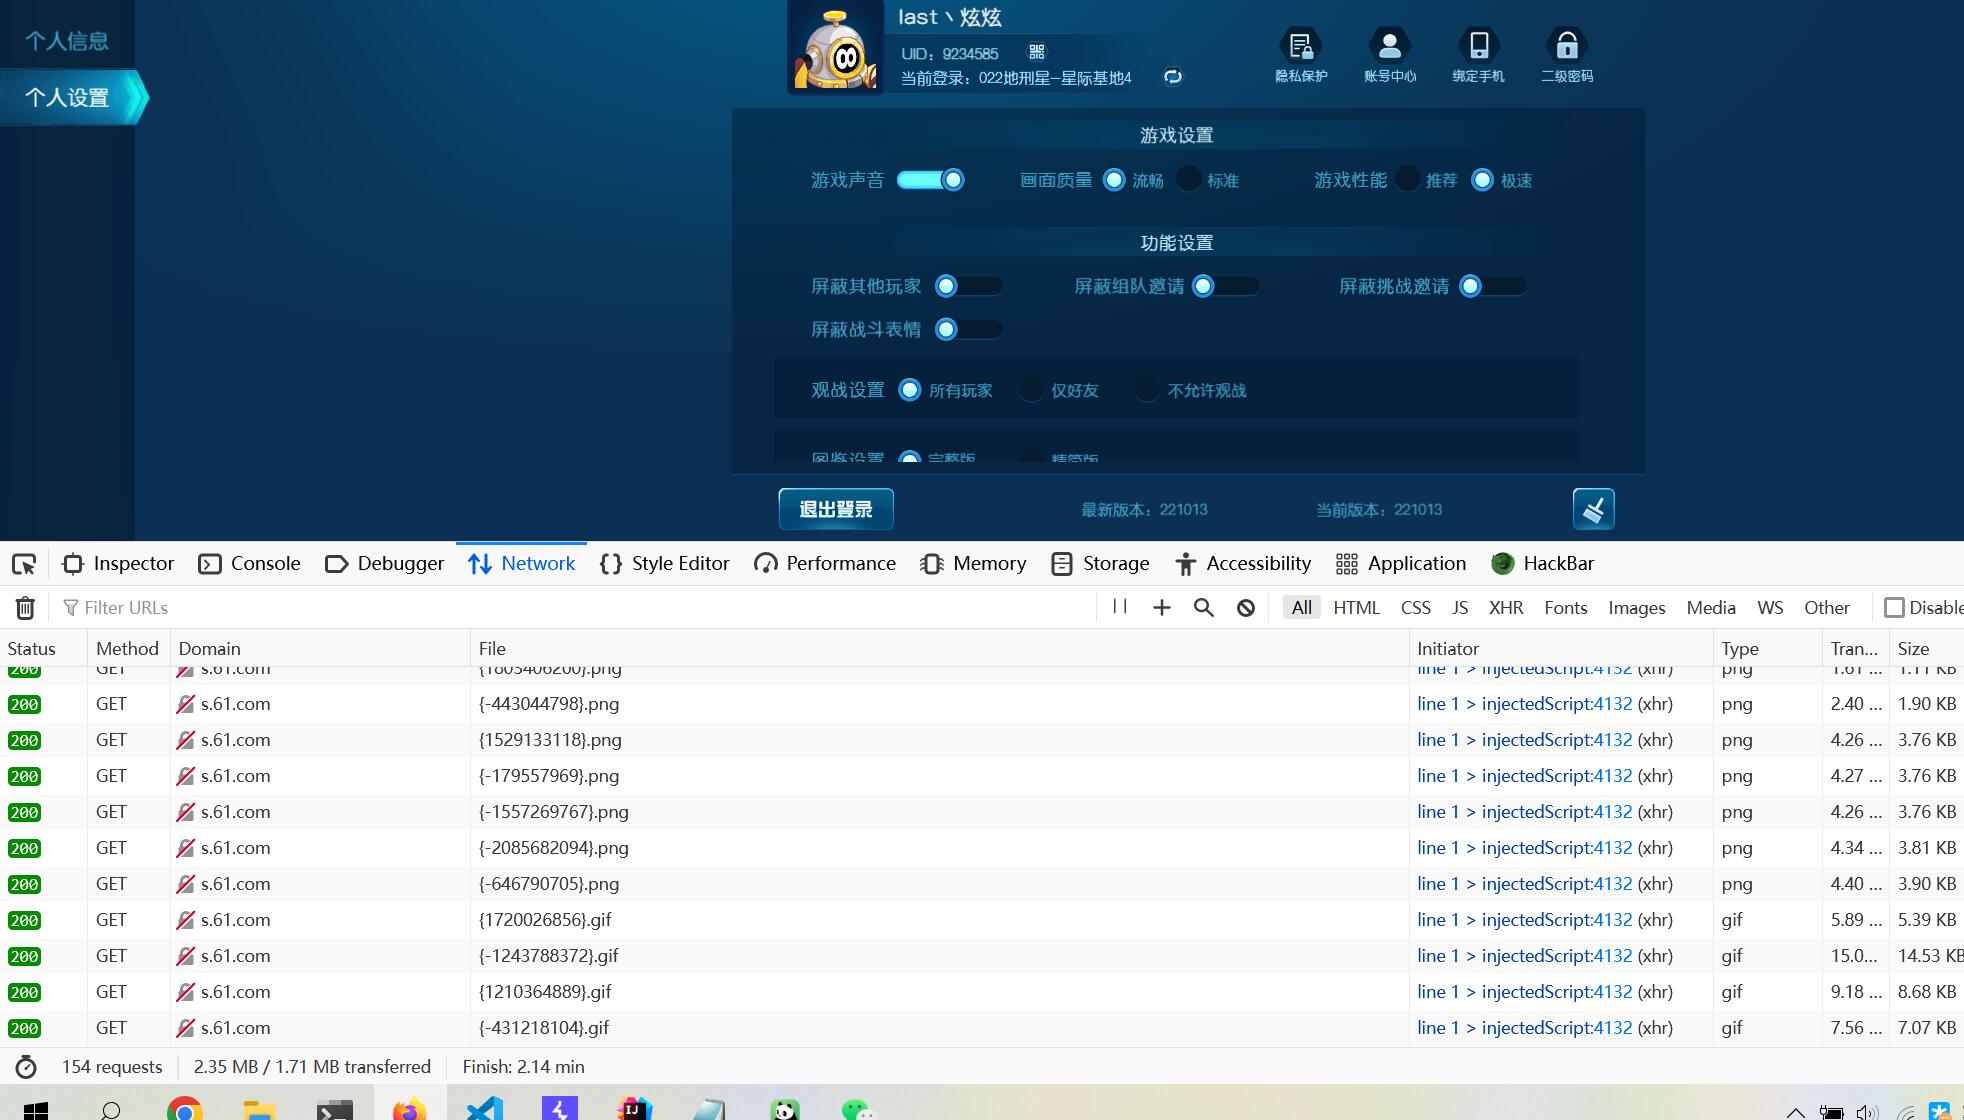 last丶炫炫
个人信息
UID：9234585
当前登录：022地刑星—星际基地4
隐私保护 账号中心 绑定手机 二级密码
个人设置
游戏设置
游戏声音 画面质量 流畅 标准 游戏性能 推荐 极速
功能设置
屏蔽其他玩家 屏蔽组队邀请 屏蔽挑战邀请
屏蔽战斗表情
观战设置 所有玩家 仅好友 不允许观战
图鉴设置 完整版 精简版
退出登录 最新版本：221013 当前版本：221013
Inspector Console Debugger Network Style Editor Performance Memory Storage Accessibility Application HackBar
Filter URLs All HTML CSS JS XHR Fonts Images Media WS Other Disable
Status Method Domain File Initiator Type Tran... Size
200 GET s.61.com {1803406200}.png line 1 > injectedScript:4132 (xhr) png 1.61 ... 1.11 KB
200 GET s.61.com {-443044798}.png line 1 > injectedScript:4132 (xhr) png 2.40 ... 1.90 KB
200 GET s.61.com {1529133118}.png line 1 > injectedScript:4132 (xhr) png 4.26 ... 3.76 KB
200 GET s.61.com {-179557969}.png line 1 > injectedScript:4132 (xhr) png 4.27 ... 3.76 KB
200 GET s.61.com {-1557269767}.png line 1 > injectedScript:4132 (xhr) png 4.26 ... 3.76 KB
200 GET s.61.com {-2085682094}.png line 1 > injectedScript:4132 (xhr) png 4.34 ... 3.81 KB
200 GET s.61.com {-646790705}.png line 1 > injectedScript:4132 (xhr) png 4.40 ... 3.90 KB
200 GET s.61.com {1720026856}.gif line 1 > injectedScript:4132 (xhr) gif 5.89 ... 5.39 KB
200 GET s.61.com {-1243788372}.gif line 1 > injectedScript:4132 (xhr) gif 15.0... 14.53 KB
200 GET s.61.com {1210364889}.gif line 1 > injectedScript:4132 (xhr) gif 9.18 ... 8.68 KB
200 GET s.61.com {-431218104}.gif line 1 > injectedScript:4132 (xhr) gif 7.56 ... 7.07 KB
154 requests 2.35 MB / 1.71 MB transferred Finish: 2.14 min
IJ